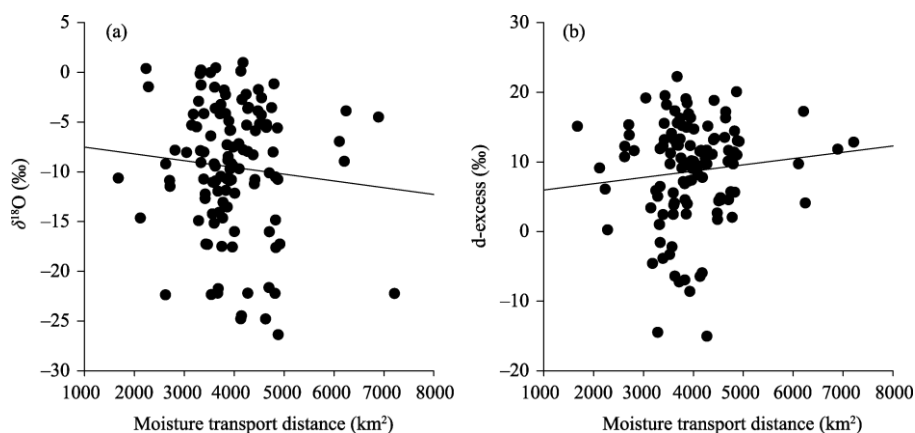 (a)
5
0
−5
−10
−15
−20
−25
−30
δ¹⁸O (‰)
1000 2000 3000 4000 5000 6000 7000 8000
Moisture transport distance (km²)
(b)
30
20
10
0
−10
−20
d-excess (‰)
1000 2000 3000 4000 5000 6000 7000 8000
Moisture transport distance (km²)